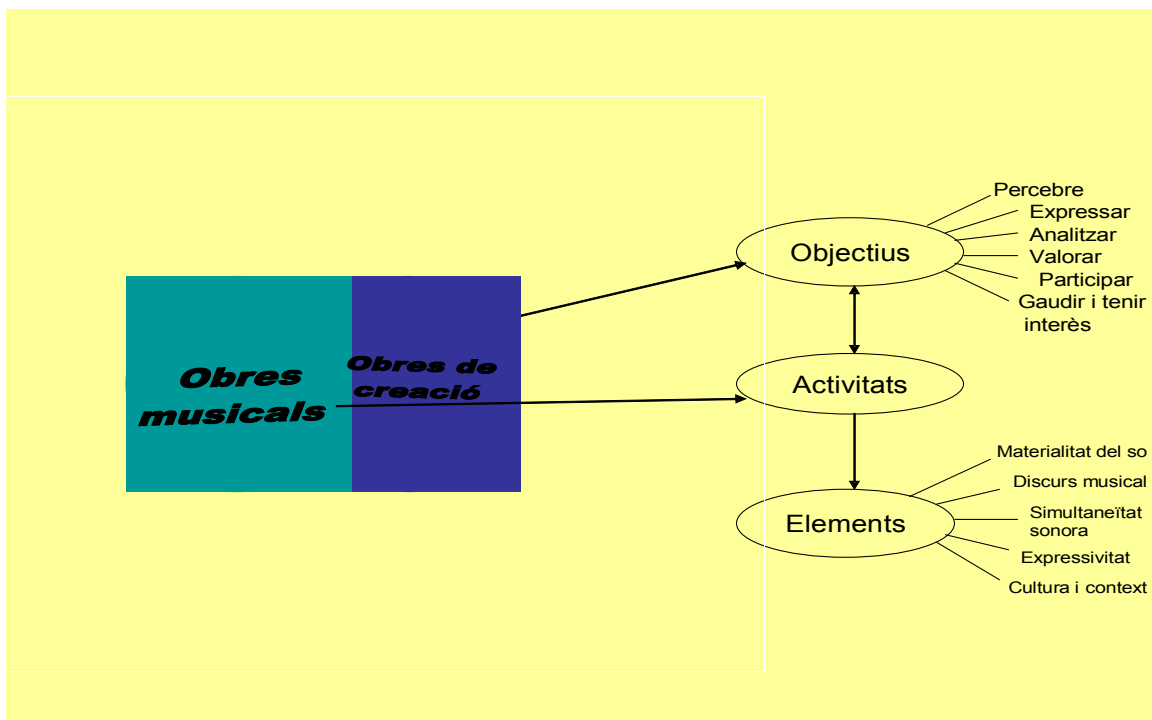 Obres
musicals
Obres de
creació
Objectius
Percebre
Expressar
Analitzar
Valorar
Participar
Gaudir i tenir
interès
Activitats
Elements
Materialitat del so
Discurs musical
Simultaneïtat
sonora
Expressivitat
Cultura i context